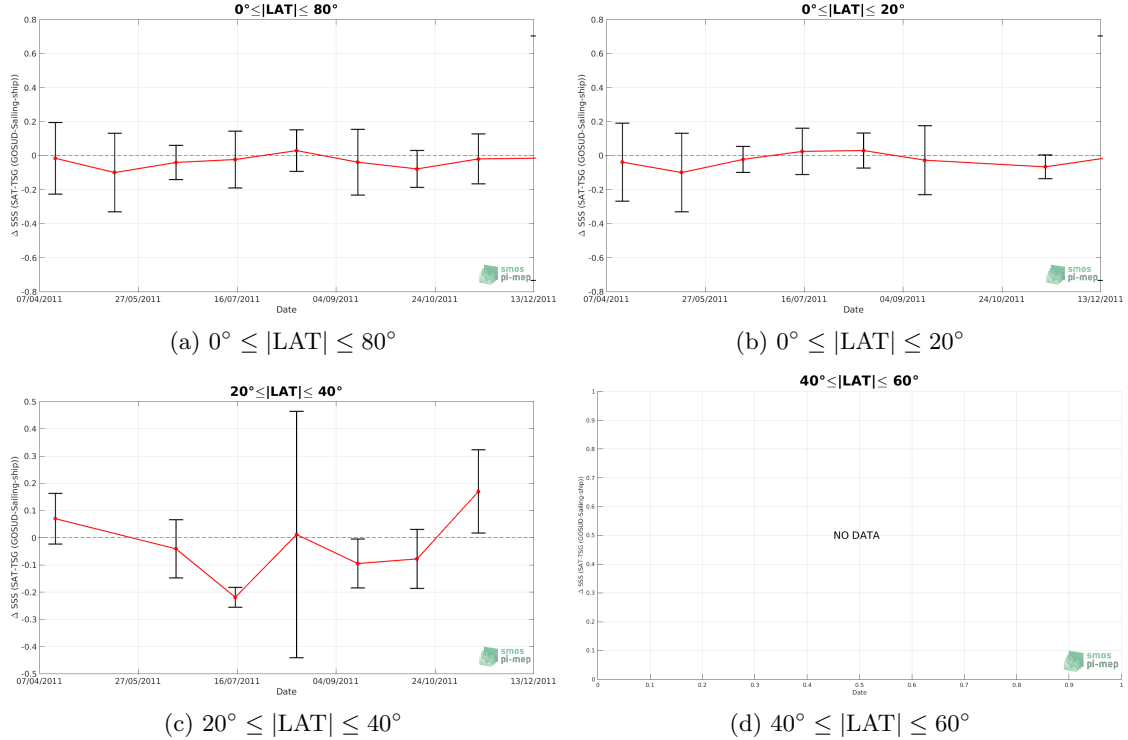 0°≤|LAT|≤ 80°
0.8
0.6
0.4
0.2
0
-0.2
-0.4
-0.6
-0.8
Δ SSS (SAT-TSG (GOSUD-Sailing-ship))
07/04/2011 27/05/2011 16/07/2011 04/09/2011 24/10/2011 13/12/2011
Date
smos
pi-mep
(a) 0° ≤ |LAT| ≤ 80°
0°≤|LAT|≤ 20°
0.8
0.6
0.4
0.2
0
-0.2
-0.4
-0.6
-0.8
Δ SSS (SAT-TSG (GOSUD-Sailing-ship))
07/04/2011 27/05/2011 16/07/2011 04/09/2011 24/10/2011 13/12/2011
Date
smos
pi-mep
(b) 0° ≤ |LAT| ≤ 20°
20°≤|LAT|≤ 40°
0.5
0.4
0.3
0.2
0.1
0
-0.1
-0.2
-0.3
-0.4
-0.5
Δ SSS (SAT-TSG (GOSUD-Sailing-ship))
07/04/2011 27/05/2011 16/07/2011 04/09/2011 24/10/2011 13/12/2011
Date
smos
pi-mep
(c) 20° ≤ |LAT| ≤ 40°
40°≤|LAT|≤ 60°
1
0.9
0.8
0.7
0.6
0.5
0.4
0.3
0.2
0.1
0
Δ SSS (SAT-TSG (GOSUD-Sailing-ship))
NO DATA
0 0.1 0.2 0.3 0.4 0.5 0.6 0.7 0.8 0.9 1
Date
smos
pi-mep
(d) 40° ≤ |LAT| ≤ 60°